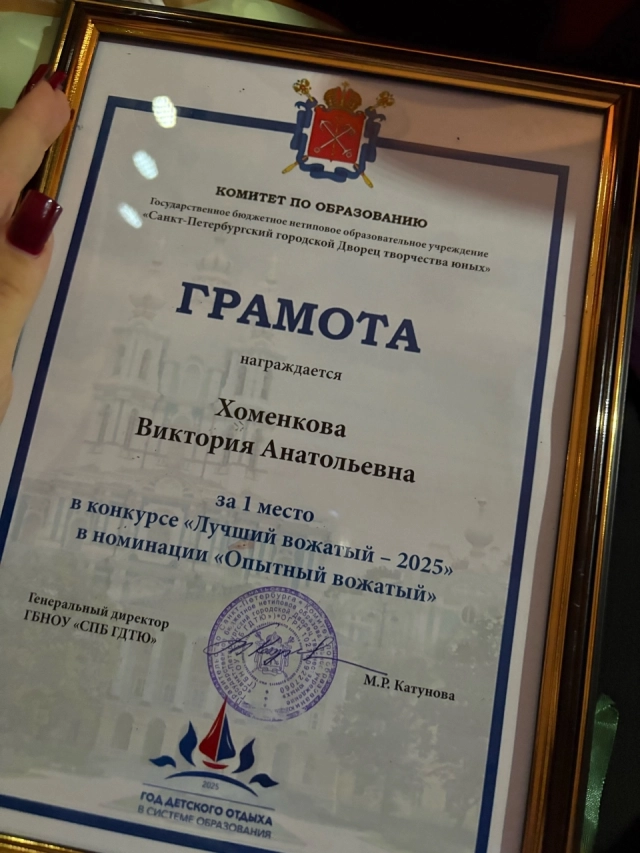 КОМИТЕТ ПО ОБРАЗОВАНИЮ
Государственное бюджетное нетиповое образовательное учреждение
«Санкт-Петербургский городской Дворец творчества юных»
ГРАМОТА
награждается
Хоменкова
Виктория Анатольевна
за 1 место
в конкурсе «Лучший вожатый – 2025»
в номинации «Опытный вожатый»
Генеральный директор
ГБНОУ «СПБ ГДТЮ»
М.Р. Катунова
2025
ГОД ДЕТСКОГО ОТДЫХА
В СИСТЕМЕ ОБРАЗОВАНИЯ